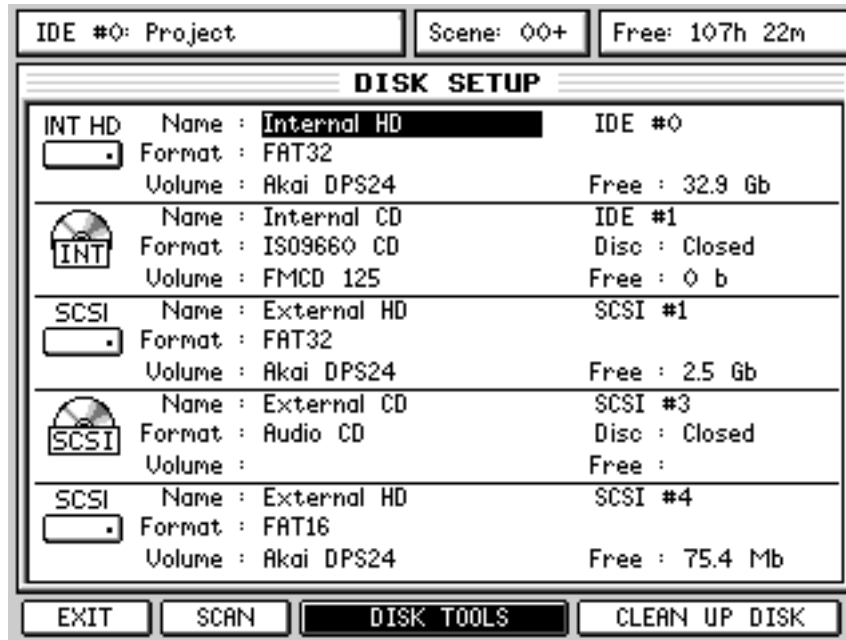 IDE #0: Project Scene: 00+ Free: 107h 22m
DISK SETUP
INT HD Name : Internal HD IDE #0
Format : FAT32
Volume : Akai DPS24 Free : 32.9 Gb
Name : Internal CD IDE #1
INT Format : ISO9660 CD Disc : Closed
Volume : FMCD 125 Free : 0 b
SCSI Name : External HD SCSI #1
Format : FAT32
Volume : Akai DPS24 Free : 2.5 Gb
Name : External CD SCSI #3
SCSI Format : Audio CD Disc : Closed
Volume : Free :
SCSI Name : External HD SCSI #4
Format : FAT16
Volume : Akai DPS24 Free : 75.4 Mb
EXIT SCAN DISK TOOLS CLEAN UP DISK